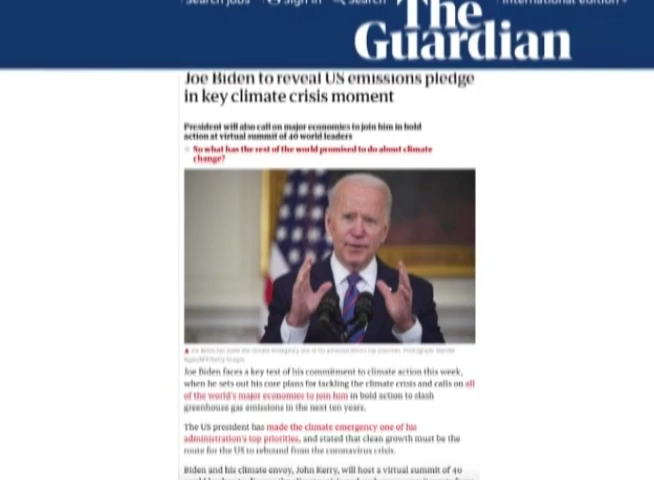 Search jobs Sign in Search International edition
The
Guardian
Joe Biden to reveal US emissions pledge
in key climate crisis moment
President will also call on major economies to join him in bold
action at virtual summit of 40 world leaders
So what has the rest of the world promised to do about climate
change?
Joe Biden has made the climate emergency one of his administration's top priorities. Photograph:
Joe Biden faces a key test of his commitment to climate action this week,
when he sets out his core plans for tackling the climate crisis and calls on all
of the world's major economies to join him in bold action to slash
greenhouse gas emissions in the next ten years.
The US president has made the climate emergency one of his
administration's top priorities, and stated that clean growth must be the
route for the US to rebound from the coronavirus crisis.
Biden and his climate envoy, John Kerry, will host a virtual summit of 40